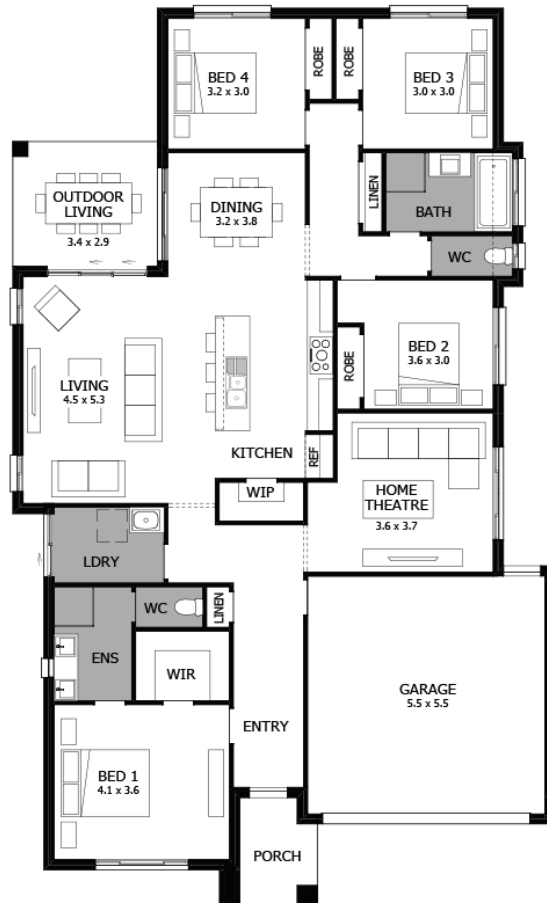 BED 4
3.2 x 3.0
ROBE
ROBE
BED 3
3.0 x 3.0
OUTDOOR
LIVING
3.4 x 2.9
DINING
3.2 x 3.8
LINEN
BATH
WC
LIVING
4.5 x 5.3
ROBE
BED 2
3.6 x 3.0
KITCHEN
REF
WIP
HOME
THEATRE
3.6 x 3.7
LDRY
WC
LINEN
ENS
WIR
GARAGE
5.5 x 5.5
ENTRY
BED 1
4.1 x 3.6
PORCH